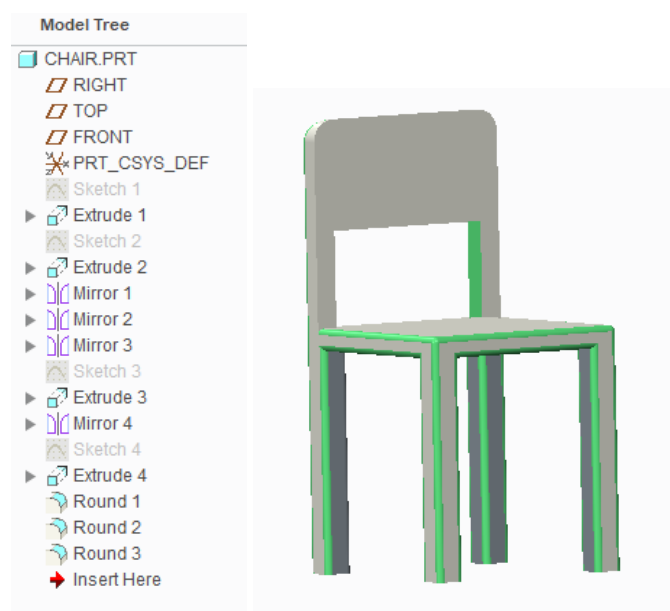 Model Tree
CHAIR.PRT
RIGHT
TOP
FRONT
PRT_CSYS_DEF
Sketch 1
Extrude 1
Sketch 2
Extrude 2
Mirror 1
Mirror 2
Mirror 3
Sketch 3
Extrude 3
Mirror 4
Sketch 4
Extrude 4
Round 1
Round 2
Round 3
Insert Here